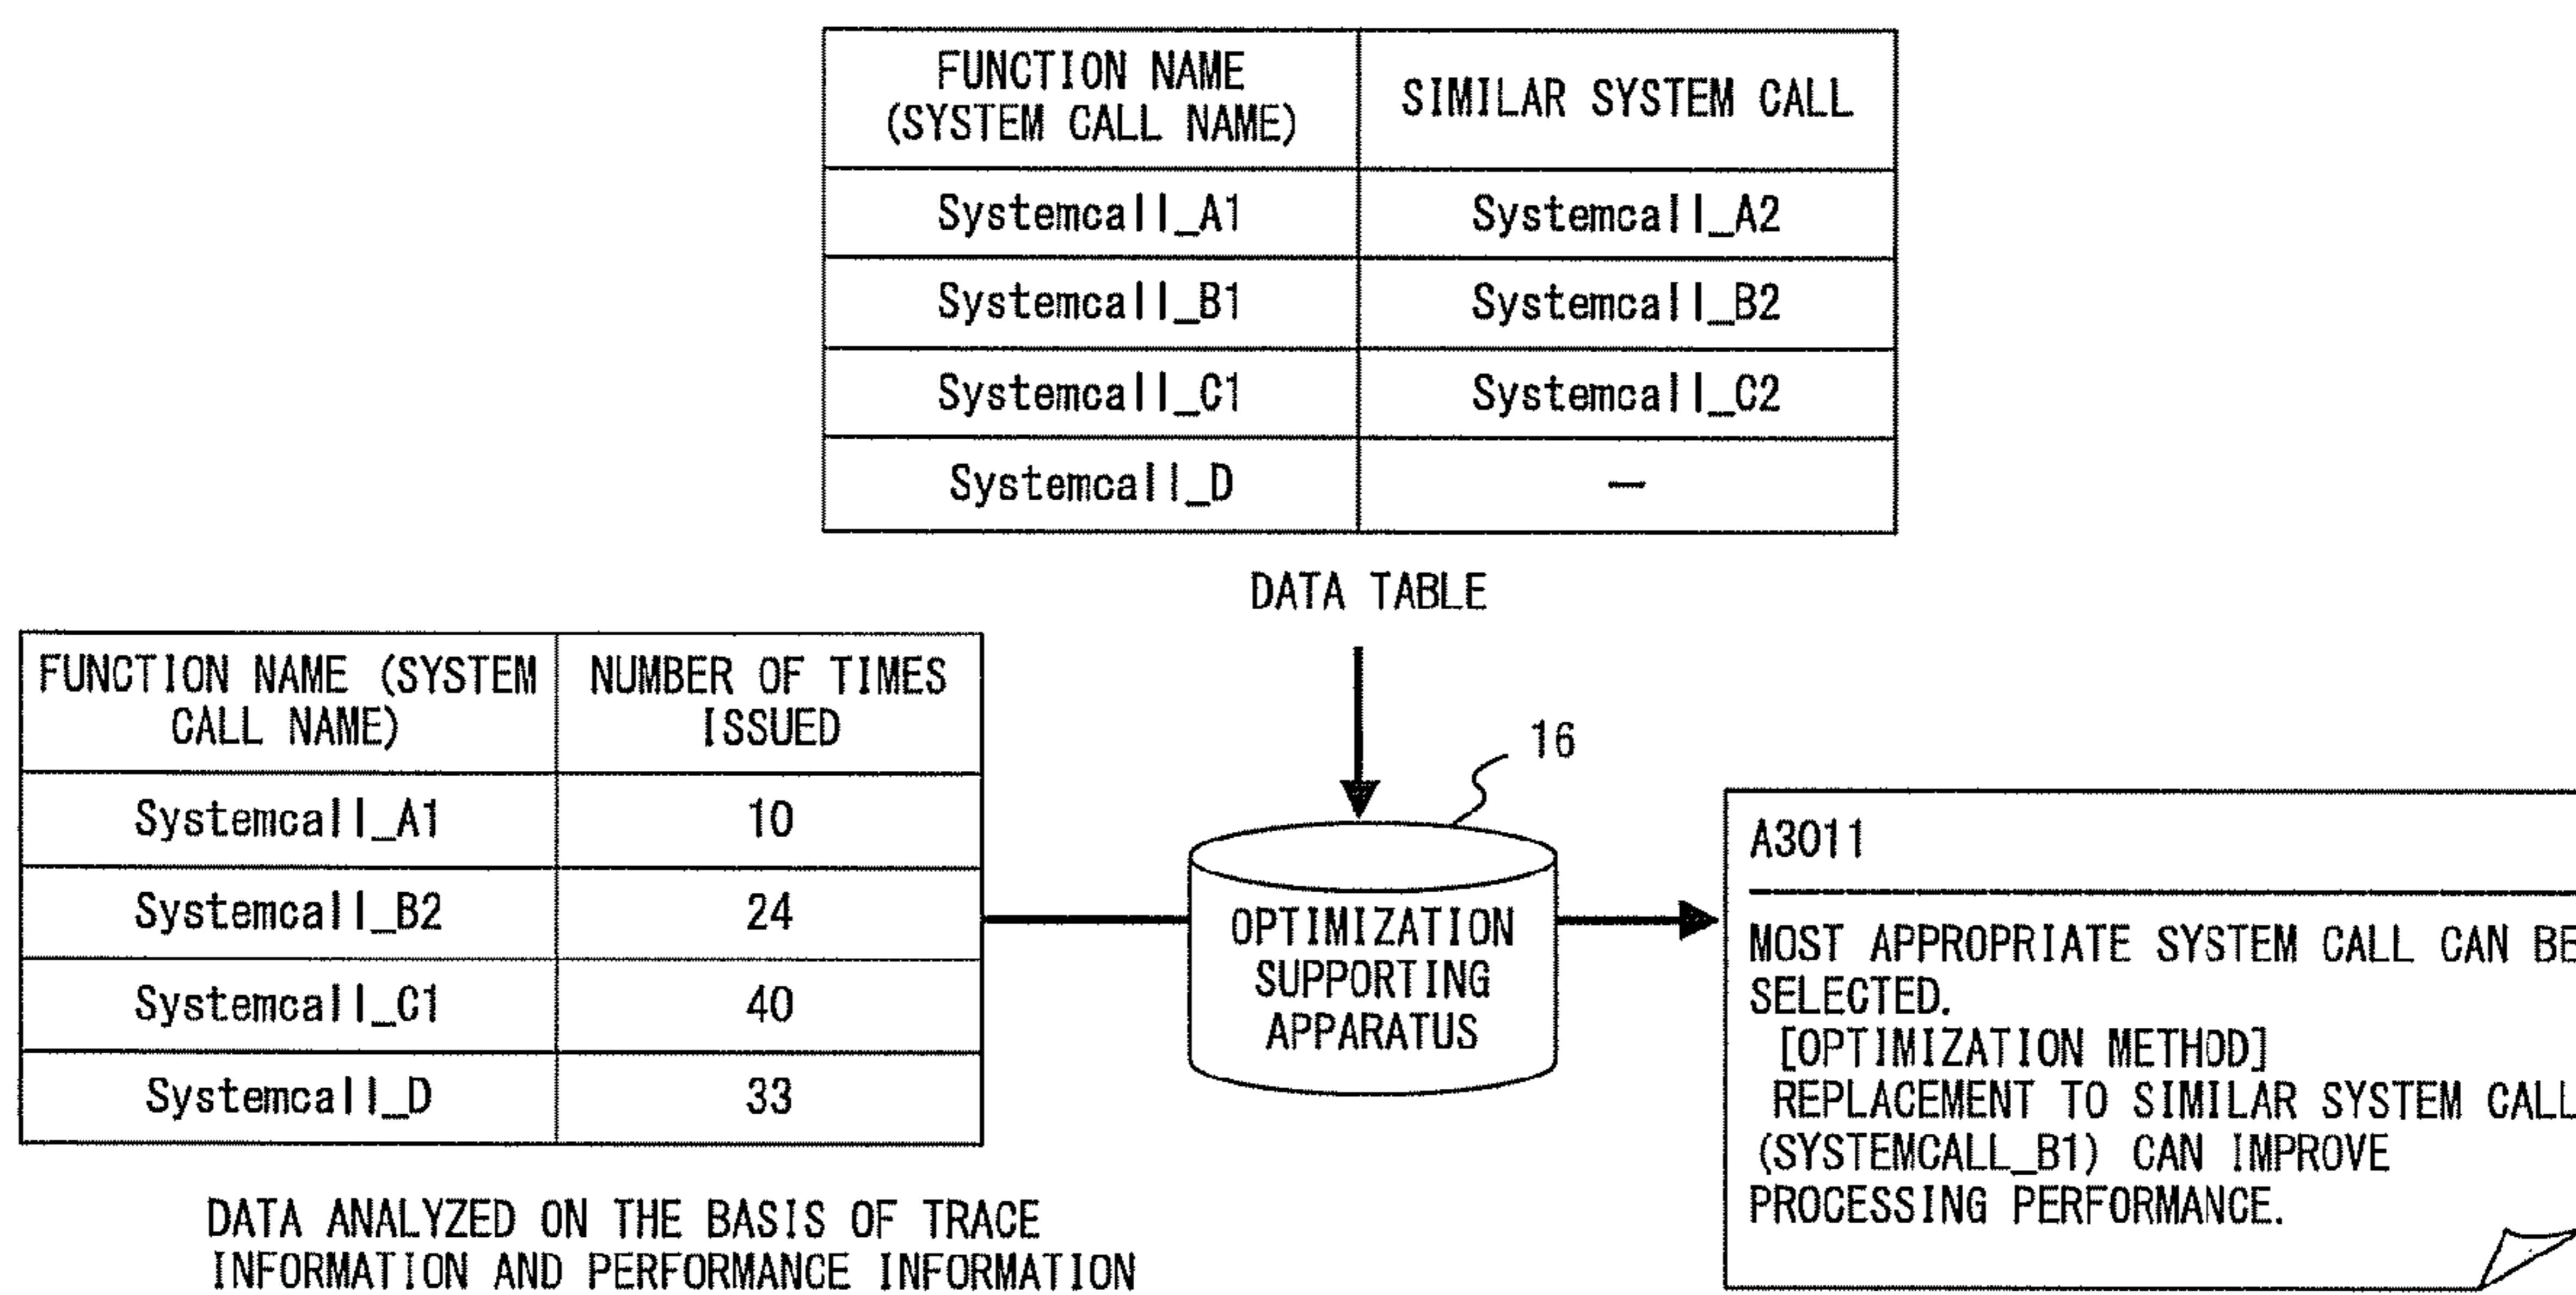 FUNCTION NAME
(SYSTEM CALL NAME)
SIMILAR SYSTEM CALL
Systemcall_A1
Systemcall_A2
Systemcall_B1
Systemcall_B2
Systemcall_C1
Systemcall_C2
Systemcall_D
—
DATA TABLE
FUNCTION NAME (SYSTEM
CALL NAME)
NUMBER OF TIMES
ISSUED
Systemcall_A1
10
Systemcall_B2
24
Systemcall_C1
40
Systemcall_D
33
DATA ANALYZED ON THE BASIS OF TRACE
INFORMATION AND PERFORMANCE INFORMATION
16
OPTIMIZATION
SUPPORTING
APPARATUS
A3011
MOST APPROPRIATE SYSTEM CALL CAN BE
SELECTED.
[OPTIMIZATION METHOD]
REPLACEMENT TO SIMILAR SYSTEM CALL
(SYSTEMCALL_B1) CAN IMPROVE
PROCESSING PERFORMANCE.